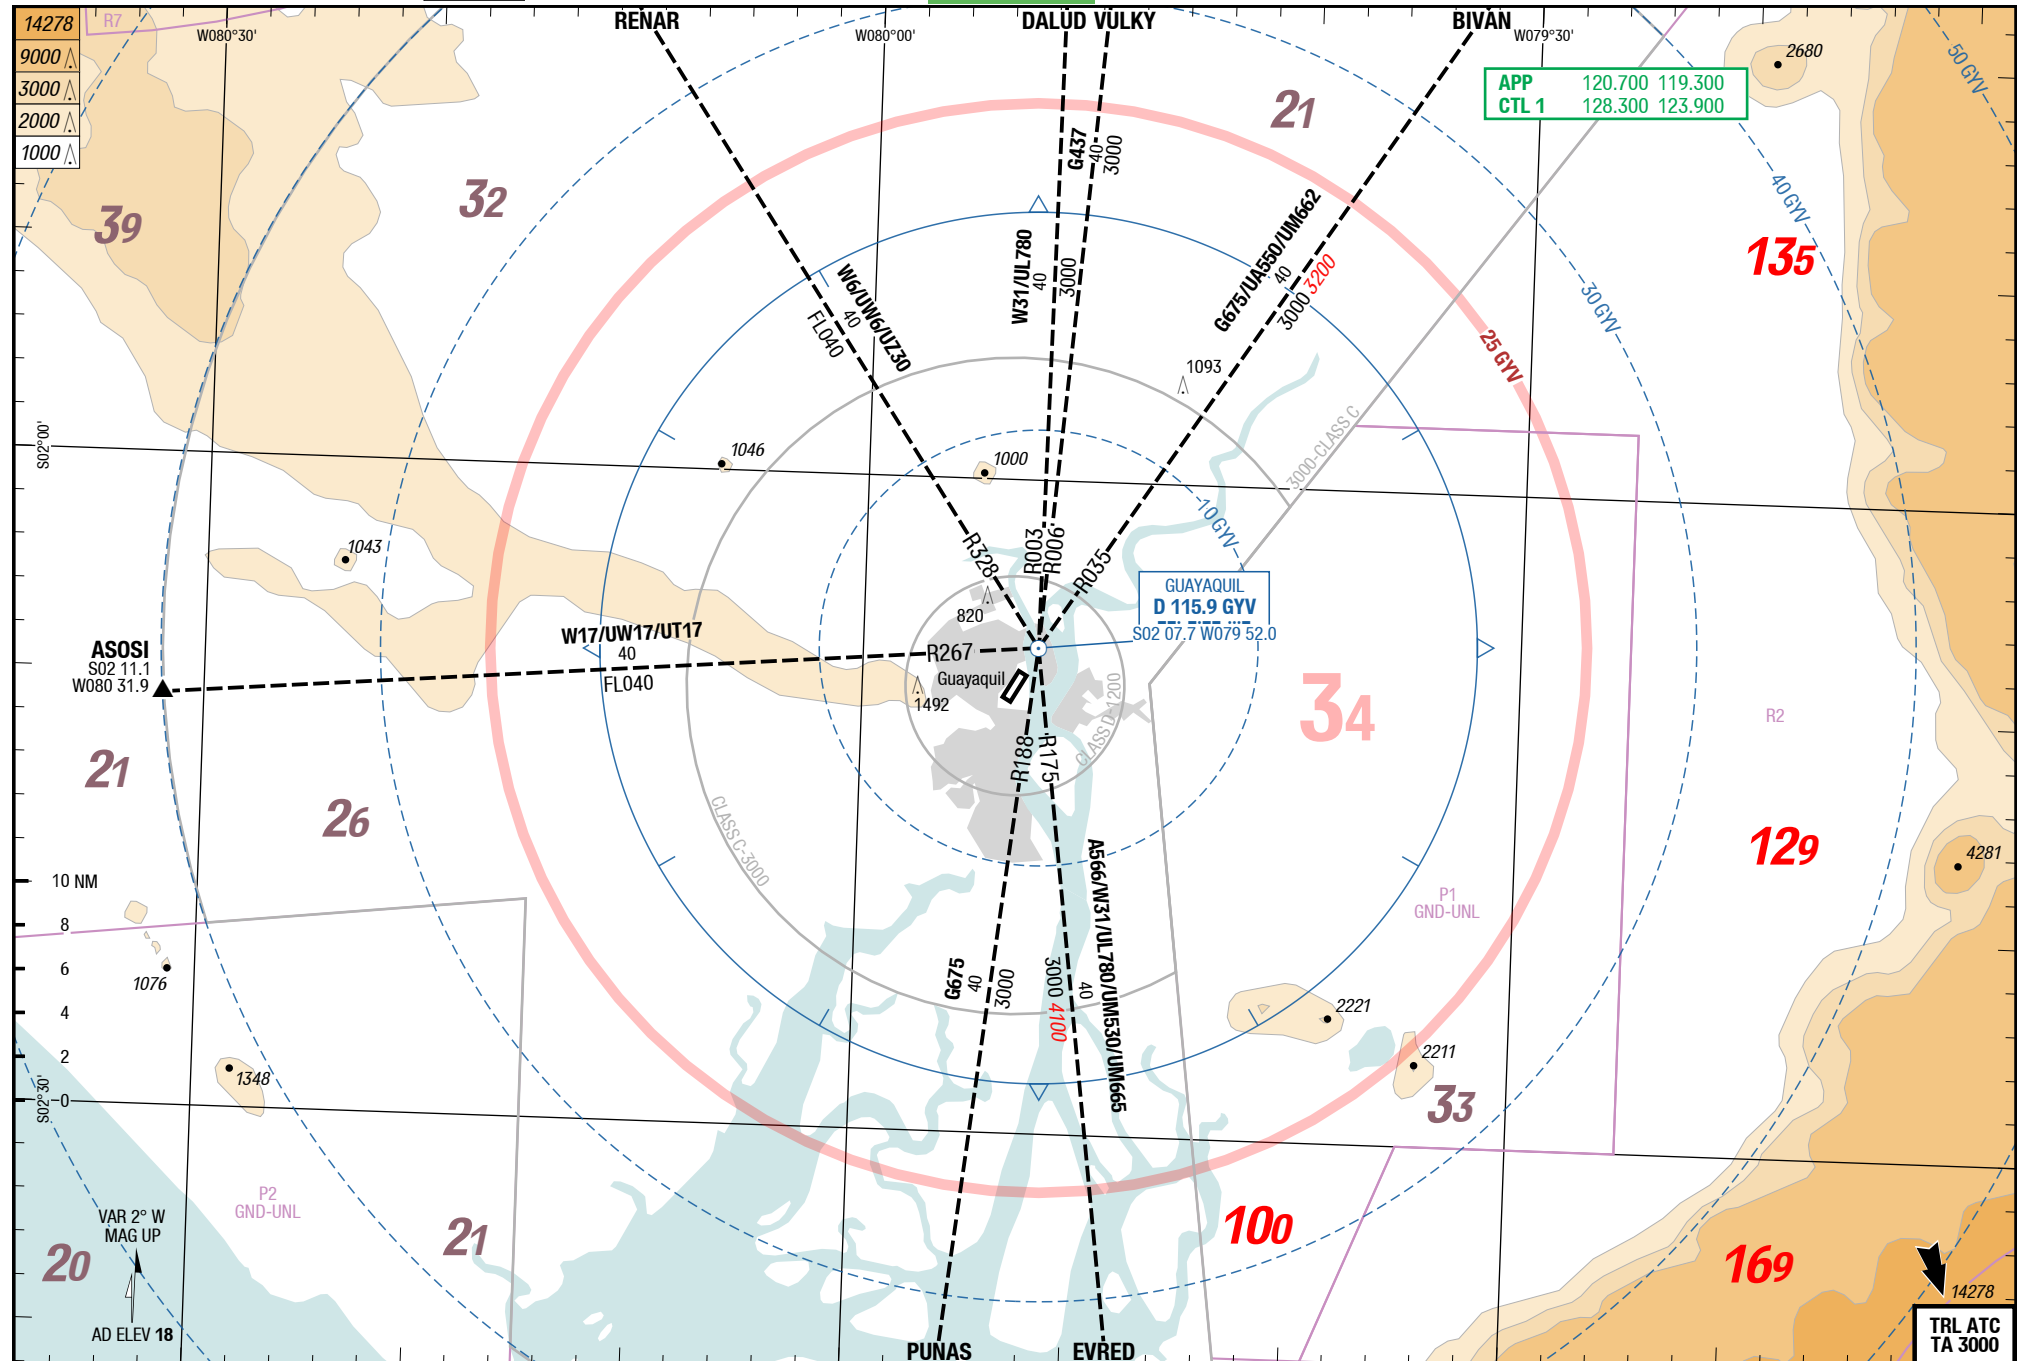 RENAR
DALUD VULKY
BIVAN
14278
9000
3000
2000
1000
R7
W080°30'
W080°00'
W079°30'
2680
50 GYV
APP 120.700 119.300
CTL 1 128.300 123.900
21
32
39
G437
40
3000
40 GYV
135
W31/UL780
40
3000
G675/UA550/UM662
40
3000 3200
30 GYV
W6/UW6/UZ30
40
FL040
25 GYV
1093
3000-CLASS C
S02°00'
1046
1000
10 GYV
1043
R328
R003
R006
R035
GUAYAQUIL
D 115.9 GYV
S02 07.7 W079 52.0
820
W17/UW17/UT17
40
FL040
R267
ASOSI
S02 11.1
W080 31.9
Guayaquil
1492
CLASS D-1200
34
R2
R188
R175
21
26
CLASS C-3000
129
4281
10 NM
8
6
4
2
0
P1
GND-UNL
A566/W31/UL780/UM530/UM665
40
3000 4100
G675
40
3000
1076
2221
2211
1348
33
S02°30'
P2
GND-UNL
VAR 2° W
MAG UP
20
21
100
169
14278
AD ELEV 18
TRL ATC
TA 3000
PUNAS
EVRED